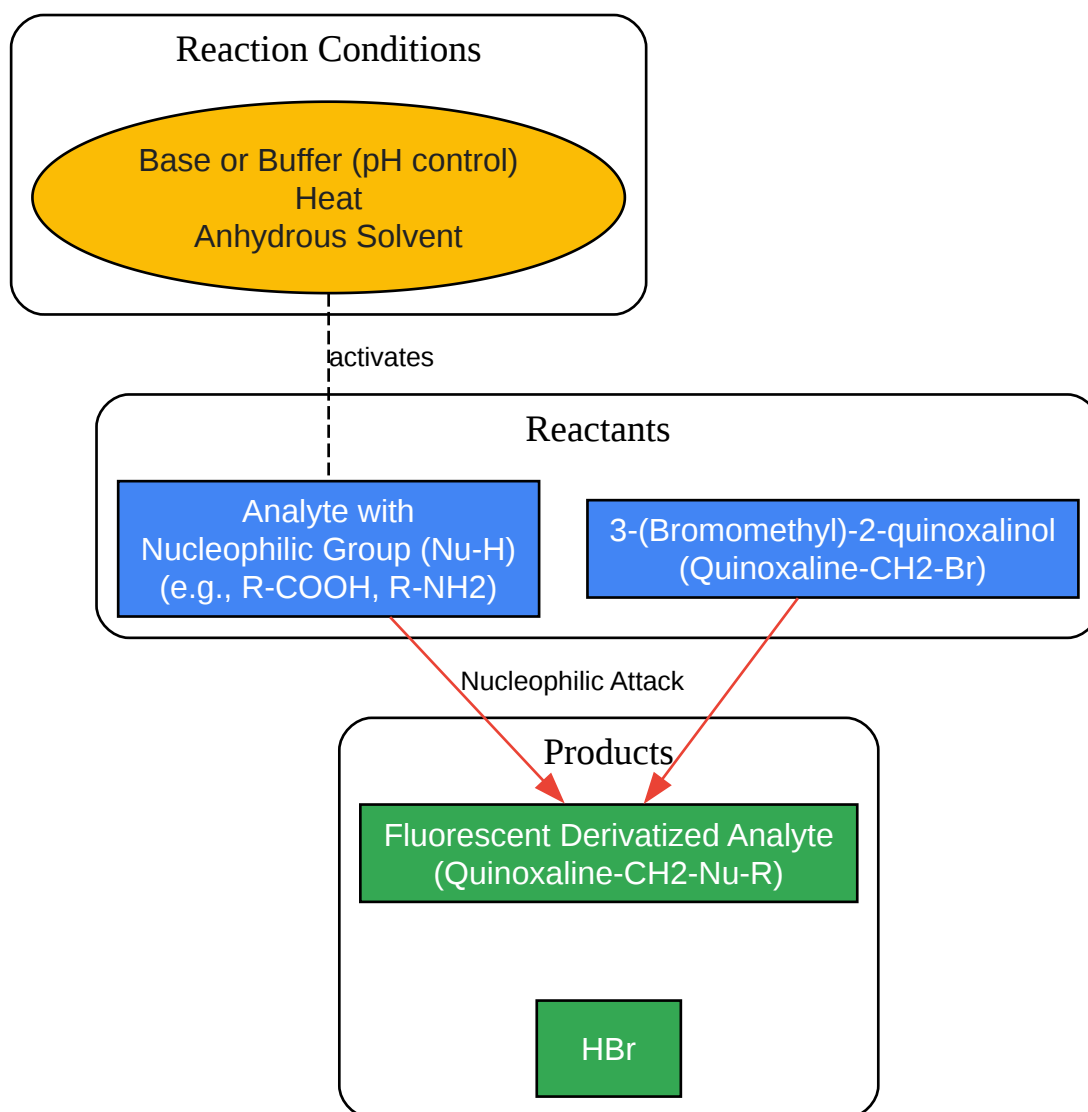 Reaction Conditions
Base or Buffer (pH control)
Heat
Anhydrous Solvent
activates
Reactants
Analyte with
Nucleophilic Group (Nu-H)
(e.g., R-COOH, R-NH2)
3-(Bromomethyl)-2-quinoxalinol
(Quinoxaline-CH2-Br)
Nucleophilic Attack
Products
Fluorescent Derivatized Analyte
(Quinoxaline-CH2-Nu-R)
HBr